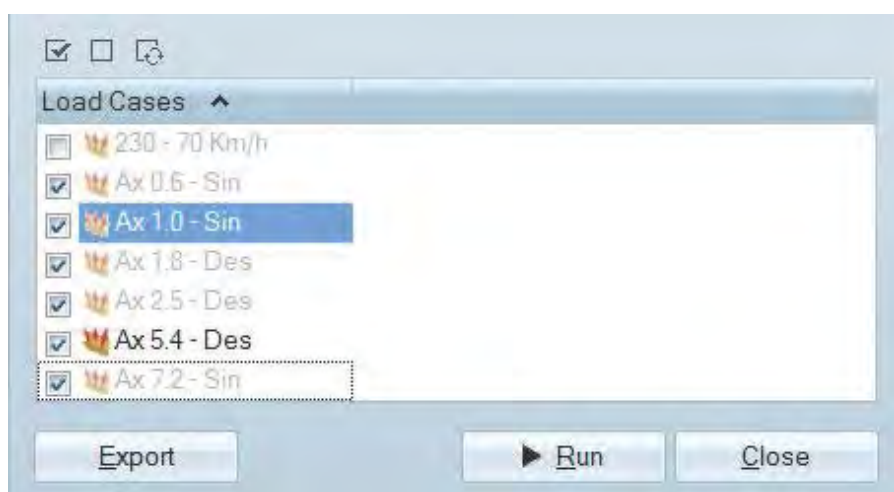 Load Cases
230 - 70 Km/h
Ax 0.6 - Sin
Ax 1.0 - Sin
Ax 1.8 - Des
Ax 2.5 - Des
Ax 5.4 - Des
Ax 7.2 - Sin
Export Run Close